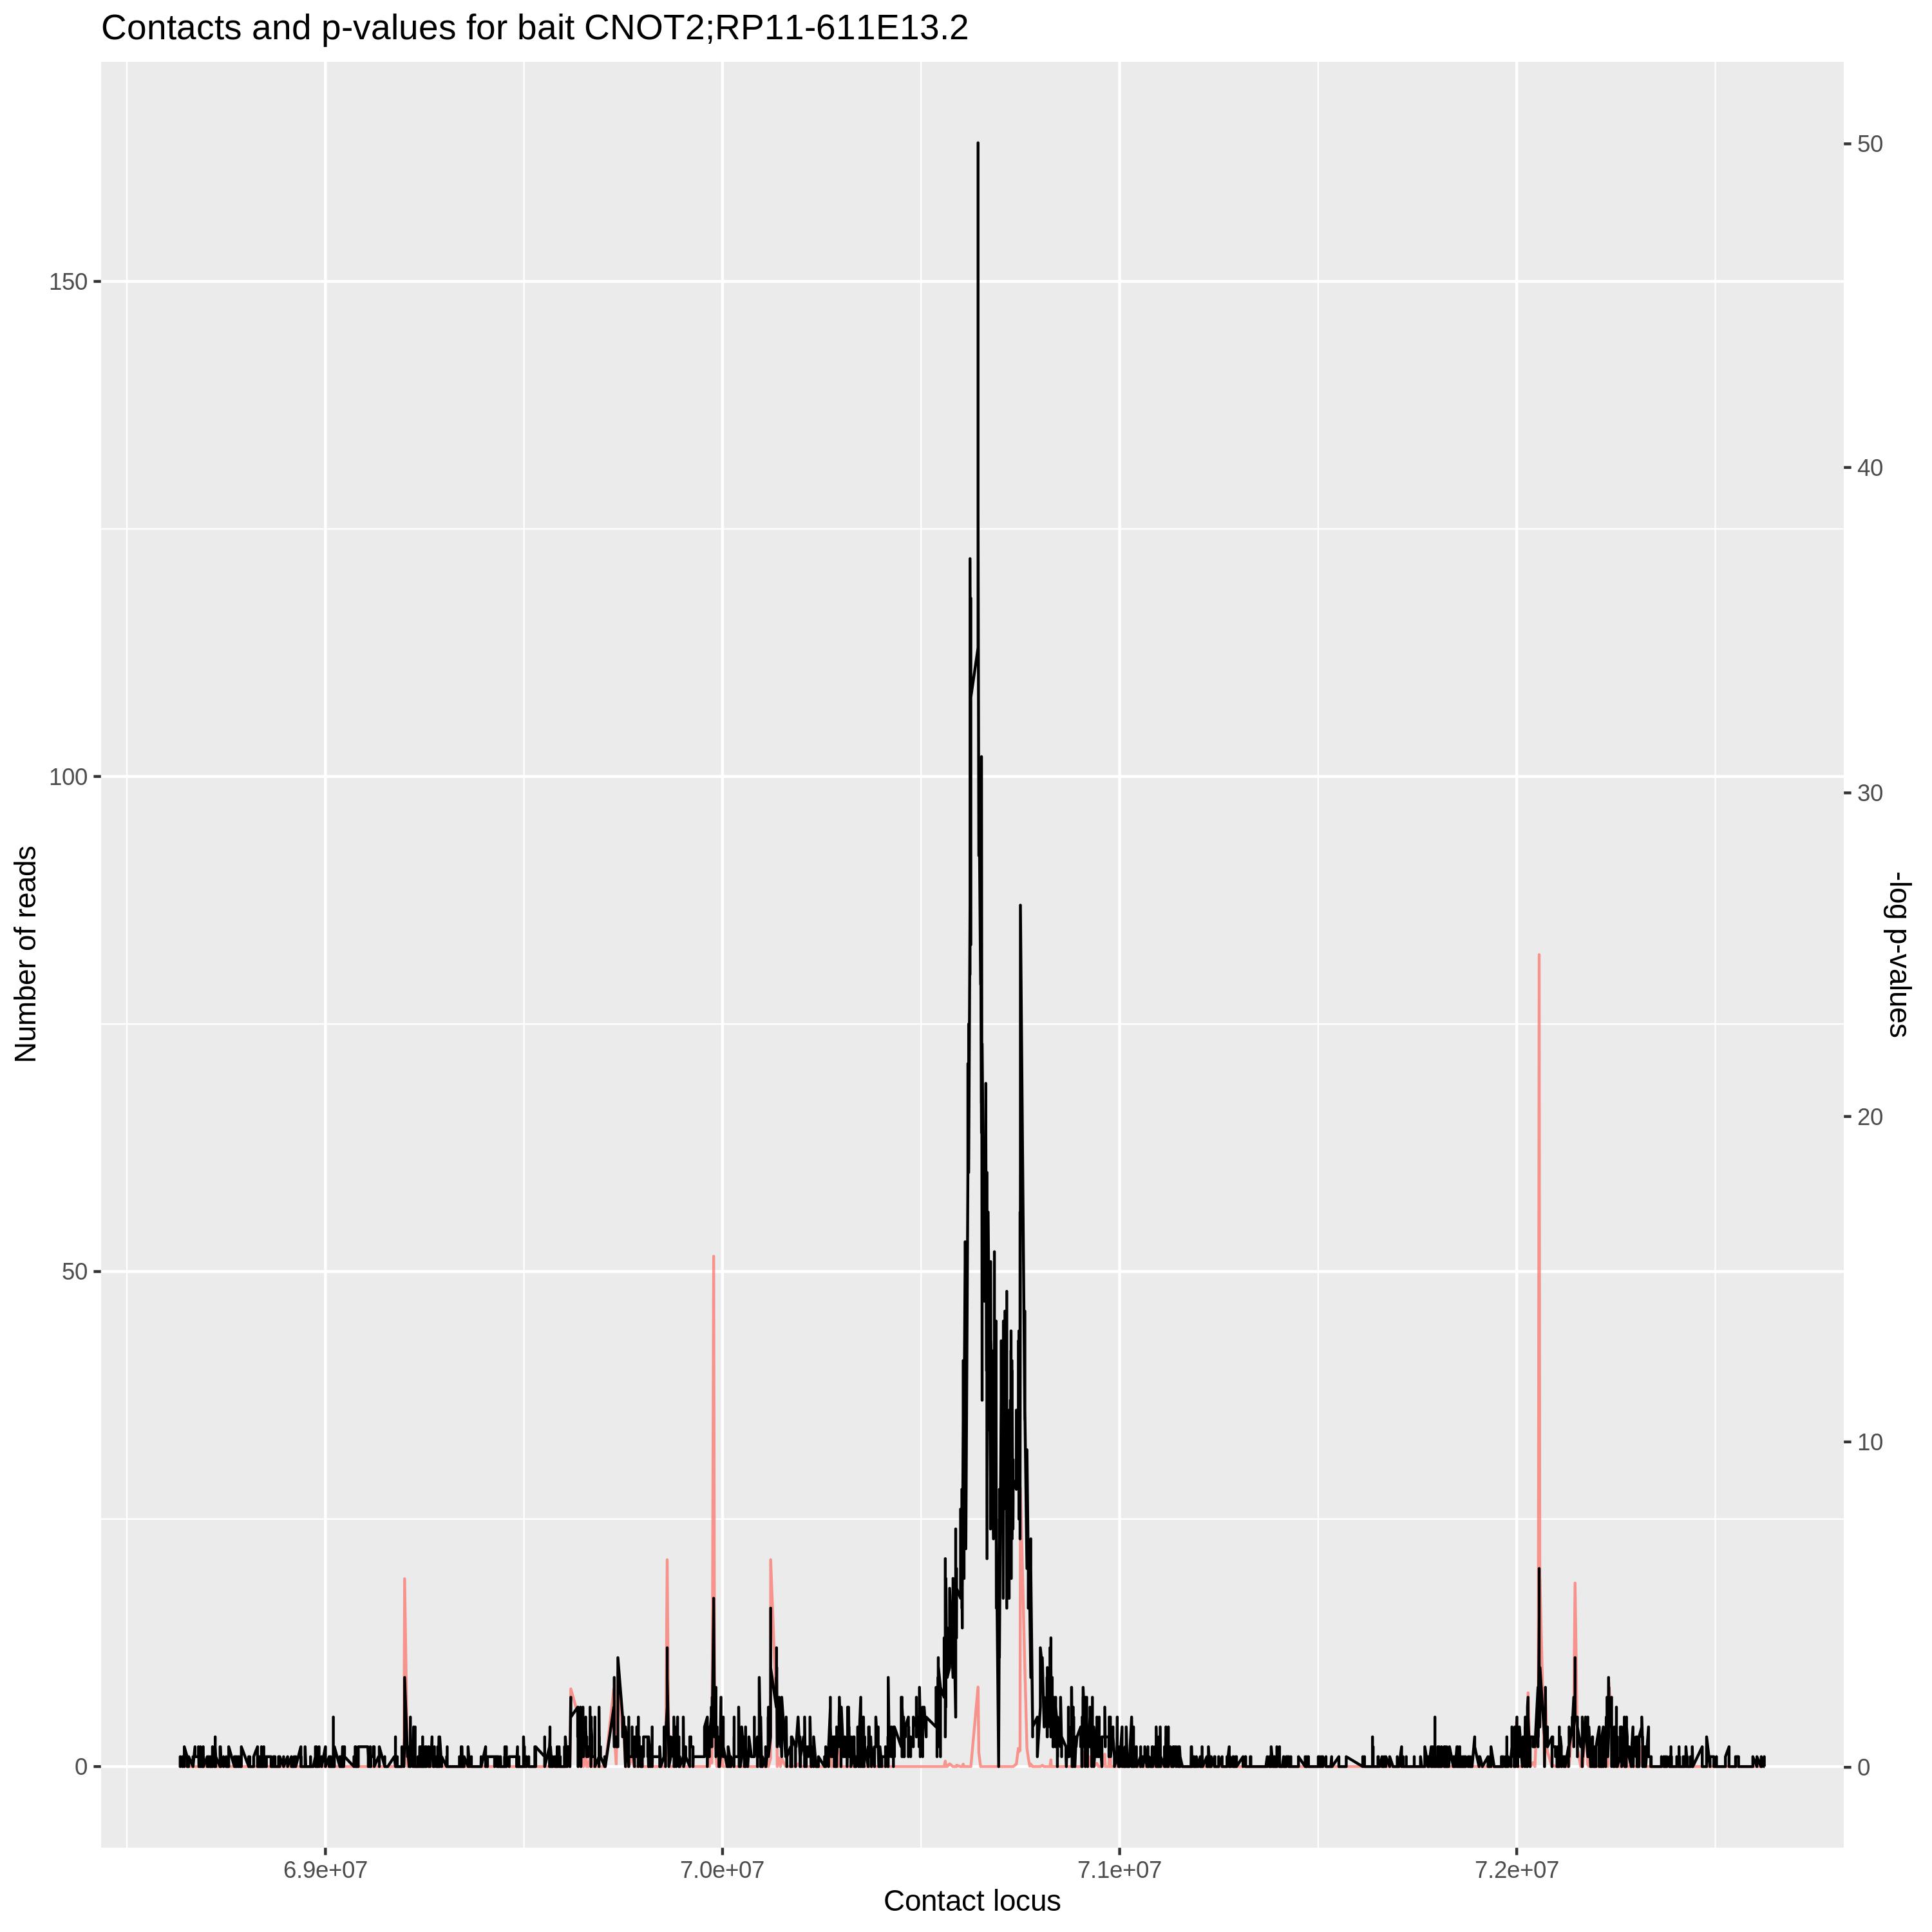 Contacts and p-values for bait CNOT2;RP11-611E13.2
150
100
50
0
Number of reads
50
40
30
20
10
0
-log p-values
6.9e+07 7.0e+07 7.1e+07 7.2e+07
Contact locus